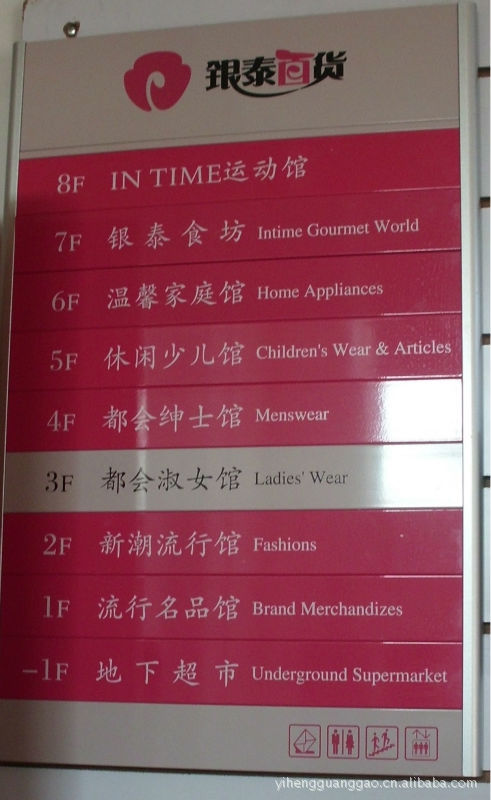 銀泰百货
8F IN TIME运动馆
7F 银泰食坊 Intime Gourmet World
6F 温馨家庭馆 Home Appliances
5F 休闲少儿馆 Children's Wear & Articles
4F 都会绅士馆 Menswear
3F 都会淑女馆 Ladies' Wear
2F 新潮流行馆 Fashions
1F 流行名品馆 Brand Merchandizes
-1F 地下超市 Underground Supermarket
yihengguanggao.cn.alibaba.com